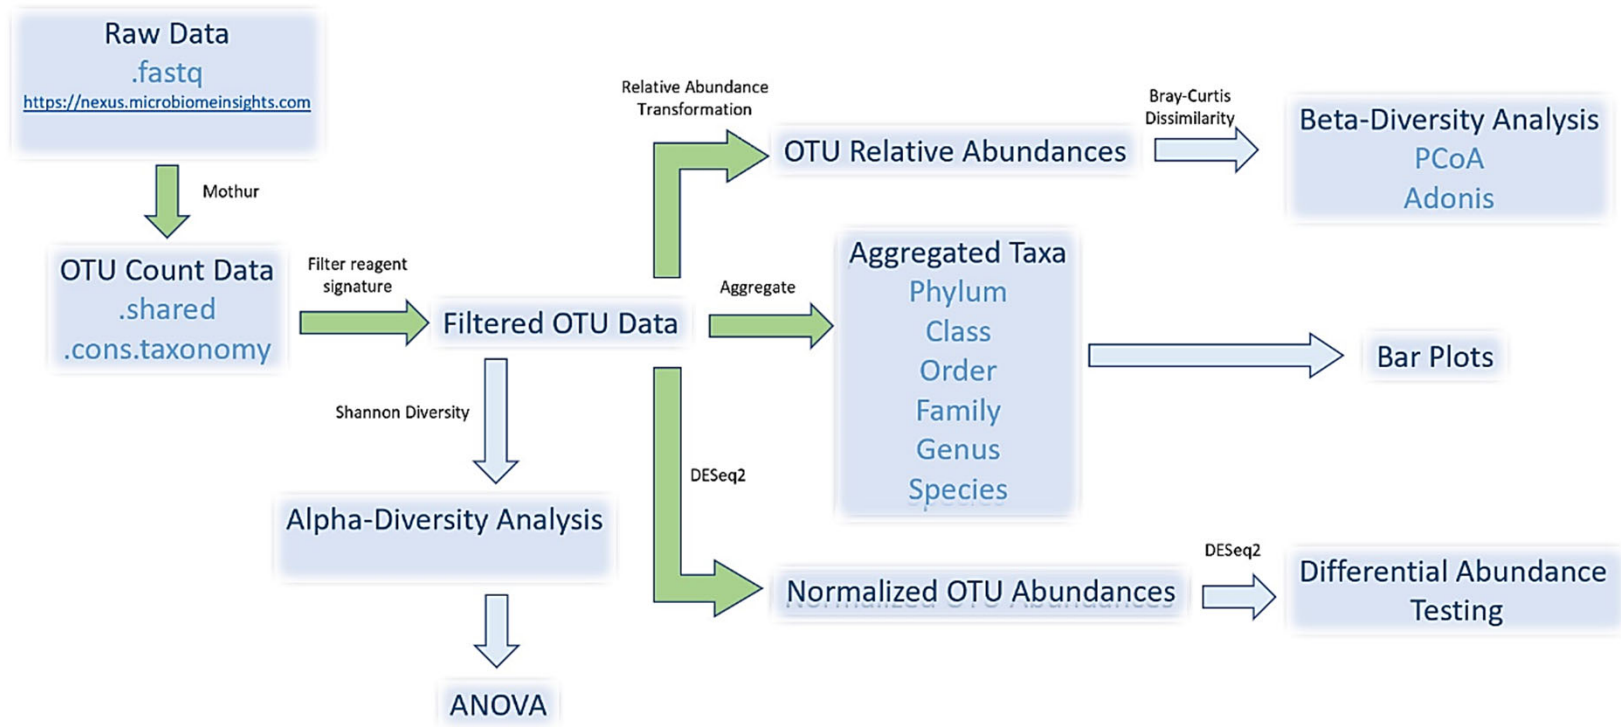 Raw Data
.fastq
https://nexus.microbiomeinsights.com
Mothur
OTU Count Data
.shared
.cons.taxonomy
Filter reagent
signature
Filtered OTU Data
Shannon Diversity
Alpha-Diversity Analysis
ANOVA
Relative Abundance
Transformation
OTU Relative Abundances
Bray-Curtis
Dissimilarity
Beta-Diversity Analysis
PCoA
Adonis
Aggregate
Aggregated Taxa
Phylum
Class
Order
Family
Genus
Species
Bar Plots
DESeq2
Normalized OTU Abundances
DESeq2
Differential Abundance
Testing